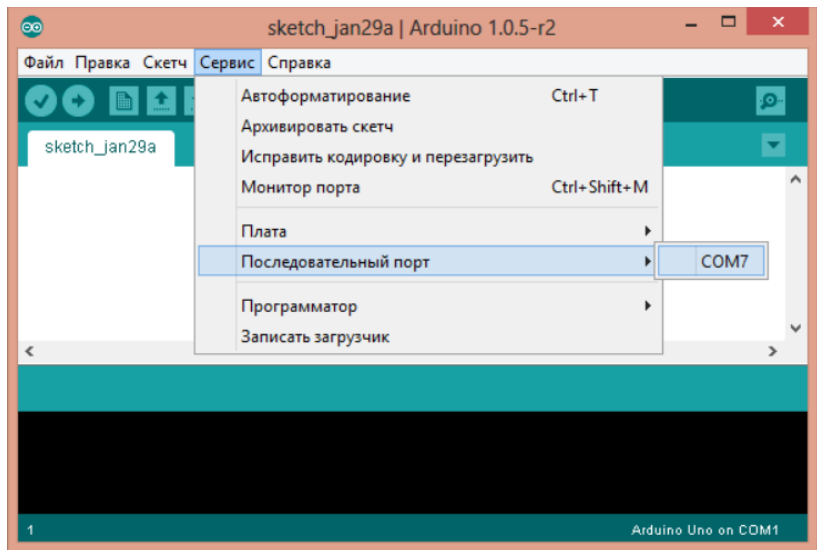 sketch_jan29a | Arduino 1.0.5-r2
Файл Правка Скетч Сервис Справка
sketch_jan29a
Автоформатирование Ctrl+T
Архивировать скетч
Исправить кодировку и перезагрузить
Монитор порта Ctrl+Shift+M
Плата
Последовательный порт
COM7
Программатор
Записать загрузчик
1 Arduino Uno on COM1